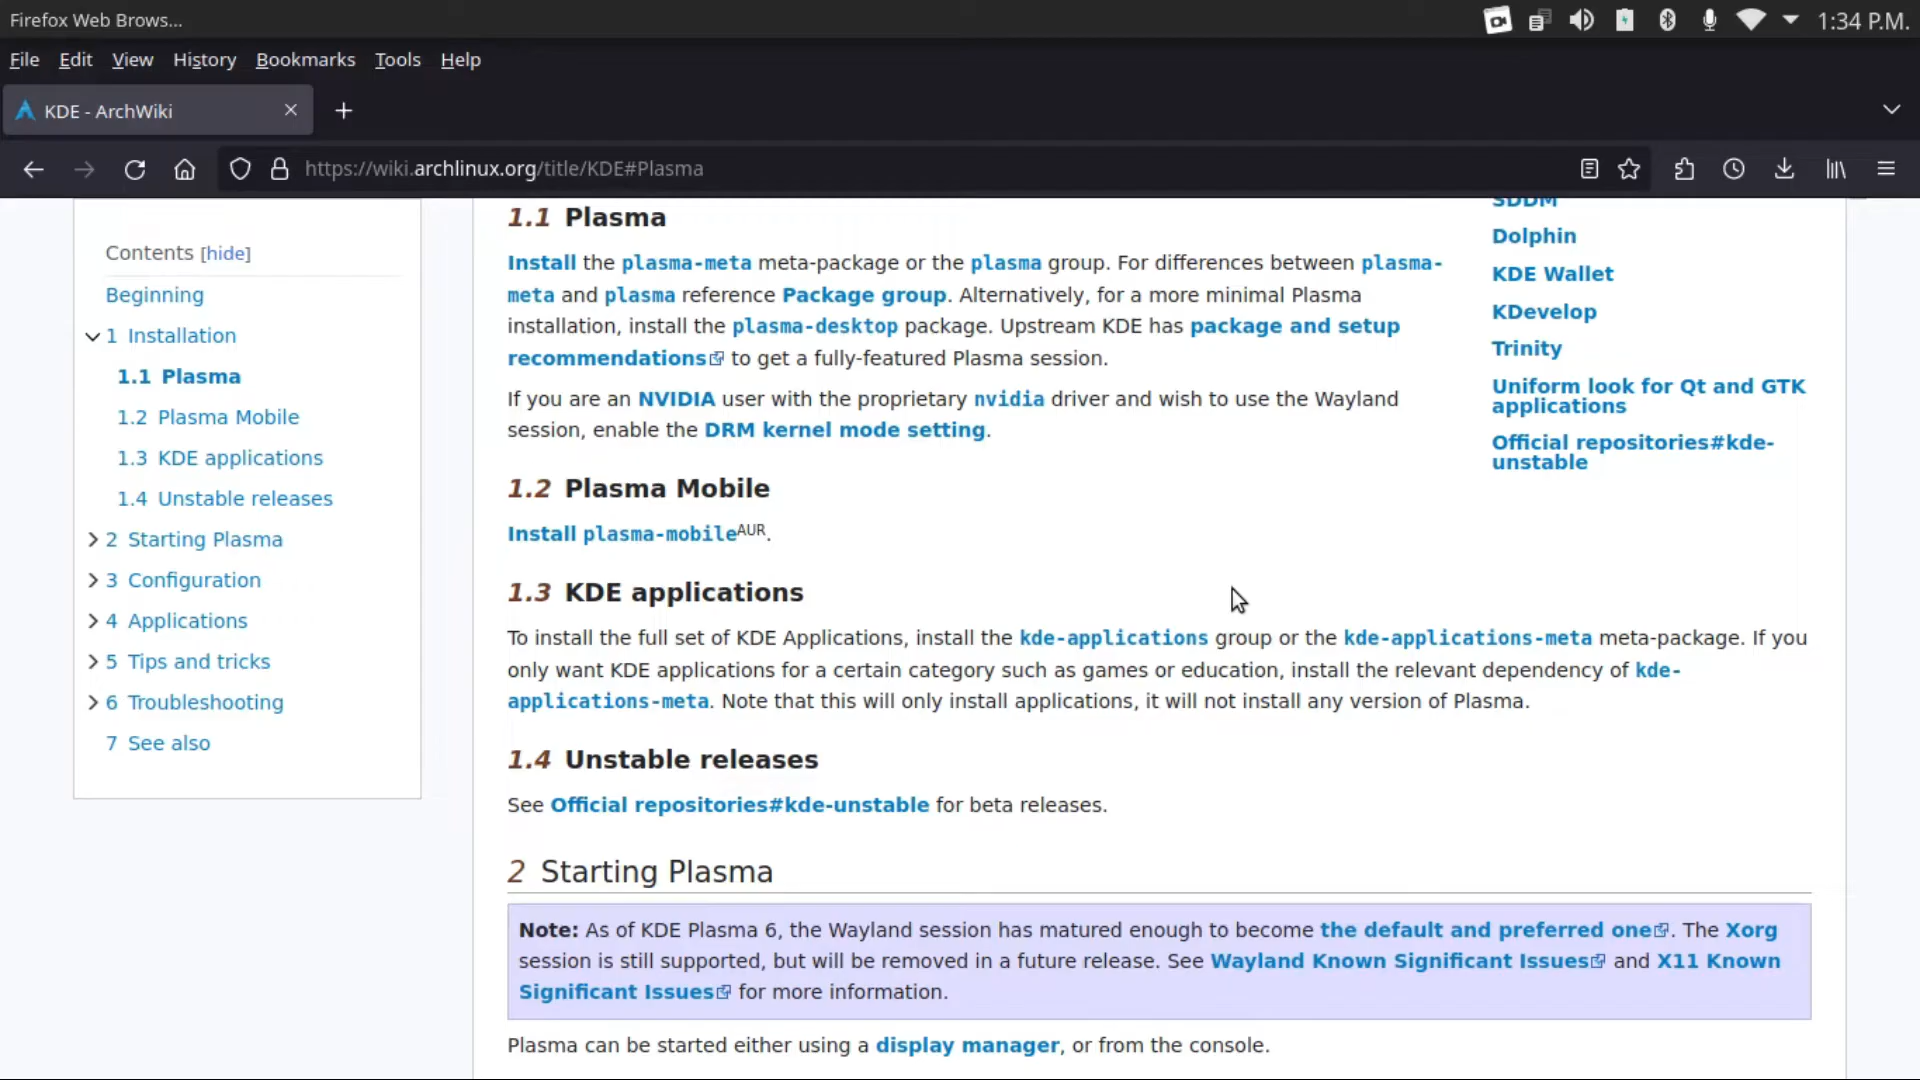 Firefox Web Brows...
1:34 P.M.
File Edit View History Bookmarks Tools Help
KDE - ArchWiki
https://wiki.archlinux.org/title/KDE#Plasma
Contents [hide]
Beginning
1 Installation
1.1 Plasma
1.2 Plasma Mobile
1.3 KDE applications
1.4 Unstable releases
2 Starting Plasma
3 Configuration
4 Applications
5 Tips and tricks
6 Troubleshooting
7 See also
1.1 Plasma
Install the plasma-meta meta-package or the plasma group. For differences between plasma-
meta and plasma reference Package group. Alternatively, for a more minimal Plasma
installation, install the plasma-desktop package. Upstream KDE has package and setup
recommendations to get a fully-featured Plasma session.
If you are an NVIDIA user with the proprietary nvidia driver and wish to use the Wayland
session, enable the DRM kernel mode setting.
1.2 Plasma Mobile
Install plasma-mobileAUR.
1.3 KDE applications
To install the full set of KDE Applications, install the kde-applications group or the kde-applications-meta meta-package. If you
only want KDE applications for a certain category such as games or education, install the relevant dependency of kde-
applications-meta. Note that this will only install applications, it will not install any version of Plasma.
1.4 Unstable releases
See Official repositories#kde-unstable for beta releases.
2 Starting Plasma
Note: As of KDE Plasma 6, the Wayland session has matured enough to become the default and preferred one. The Xorg
session is still supported, but will be removed in a future release. See Wayland Known Significant Issues and X11 Known
Significant Issues for more information.
Plasma can be started either using a display manager, or from the console.
SDDM
Dolphin
KDE Wallet
KDevelop
Trinity
Uniform look for Qt and GTK
applications
Official repositories#kde-
unstable